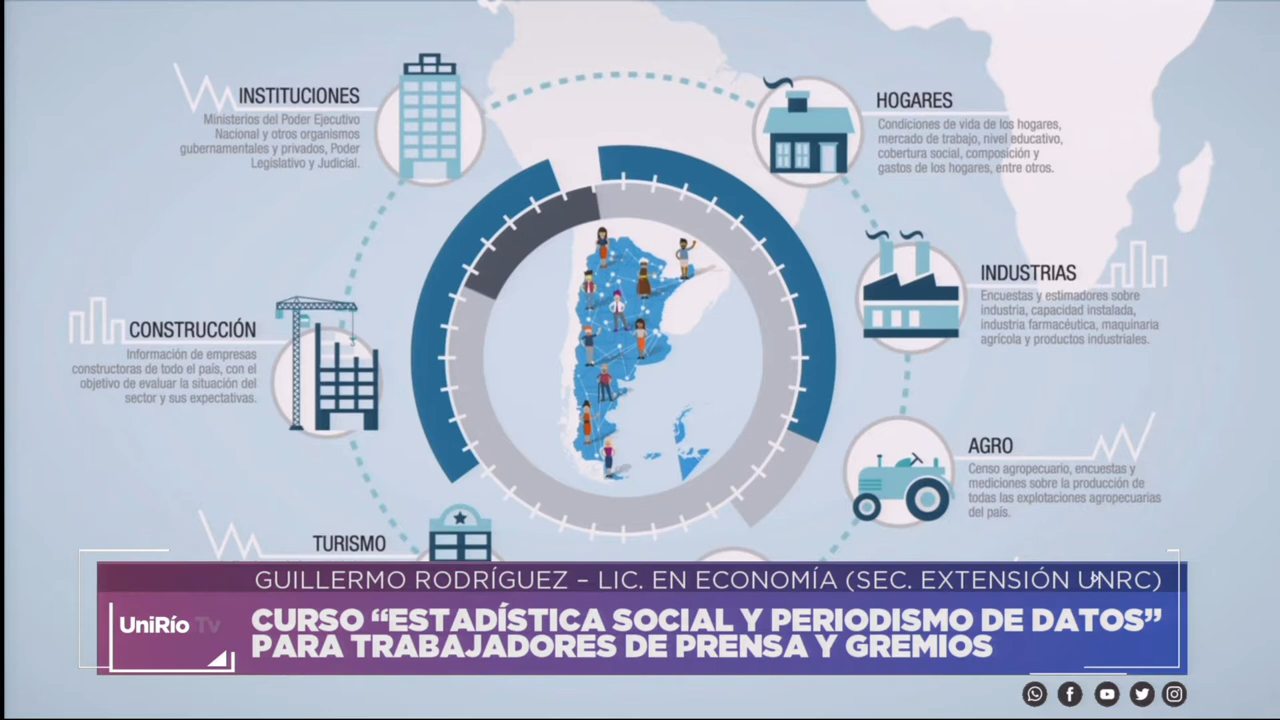 INSTITUCIONES
Ministerios del Poder Ejecutivo
Nacional y otros organismos
gubernamentales y privados, Poder
Legislativo y Judicial.
HOGARES
Condiciones de vida de los hogares,
mercado de trabajo, nivel educativo,
cobertura social, composición y
gastos de los hogares, entre otros.
INDUSTRIAS
Encuestas y estimadores sobre
industria, capacidad instalada,
industria farmacéutica, maquinaria
agrícola y productos industriales.
CONSTRUCCIÓN
Información de empresas
constructoras de todo el país, con el
objetivo de evaluar la situación del
sector y sus expectativas.
AGRO
Censo agropecuario, encuestas y
mediciones sobre la producción de
todas las explotaciones agropecuarias
del país.
TURISMO
GUILLERMO RODRÍGUEZ – LIC. EN ECONOMÍA (SEC. EXTENSIÓN UNRC)
UniRío Tv
CURSO “ESTADÍSTICA SOCIAL Y PERIODISMO DE DATOS”
PARA TRABAJADORES DE PRENSA Y GREMIOS